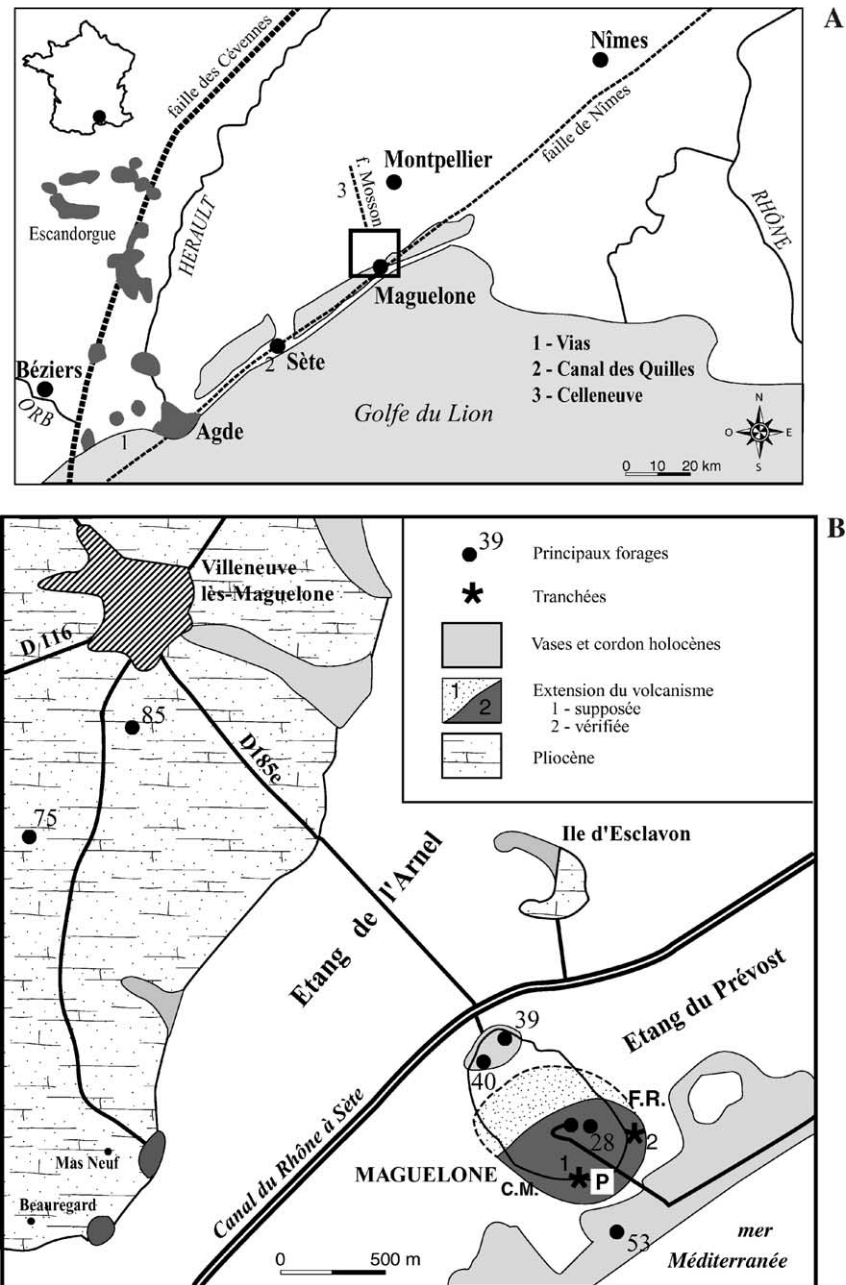 A
faille des Cévennes
Nîmes
faille de Nîmes
Montpellier
f. Mosson
3
Escandorgue
HERAULT
RHÔNE
Maguelone
1 - Vias
2 - Canal des Quilles
3 - Celleneuve
Sète
2
Béziers
ORB
Golfe du Lion
Agde
1
N
O
E
S
0 10 20 km
B
39
Principaux forages
Tranchées
Vases et cordon holocènes
1
2
Extension du volcanisme
1 - supposée
2 - vérifiée
Pliocène
Villeneuve
lès-Maguelone
D 116
85
D185e
75
Ile d'Esclavon
Etang de l'Arnel
Etang du Prévost
39
40
F.R.
28
2
1
P
MAGUELONE
C.M.
Mas Neuf
Beauregard
Canal du Rhône à Sète
53
mer
Méditerranée
0 500 m